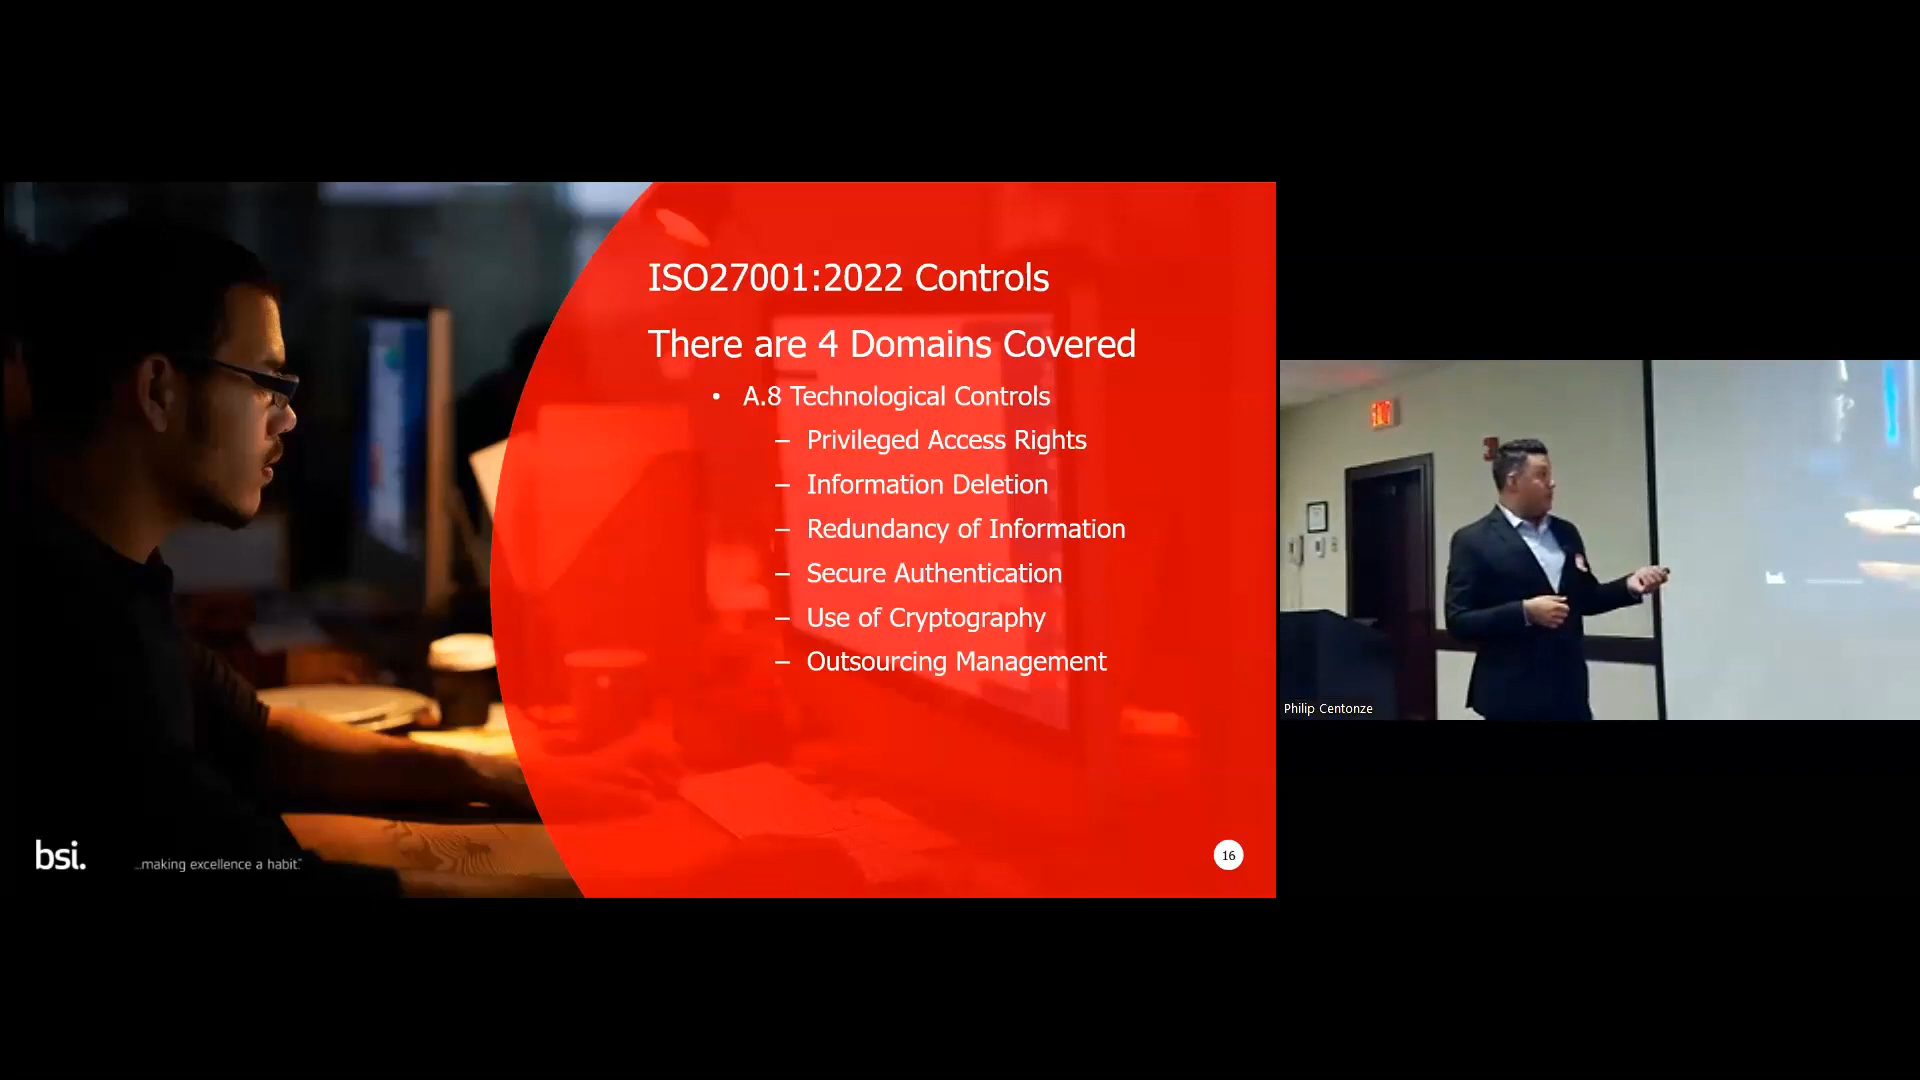 ISO27001:2022 Controls
There are 4 Domains Covered
• A.8 Technological Controls
– Privileged Access Rights
– Information Deletion
– Redundancy of Information
– Secure Authentication
– Use of Cryptography
– Outsourcing Management
bsi.
...making excellence a habit.™
16
Philip Centonze